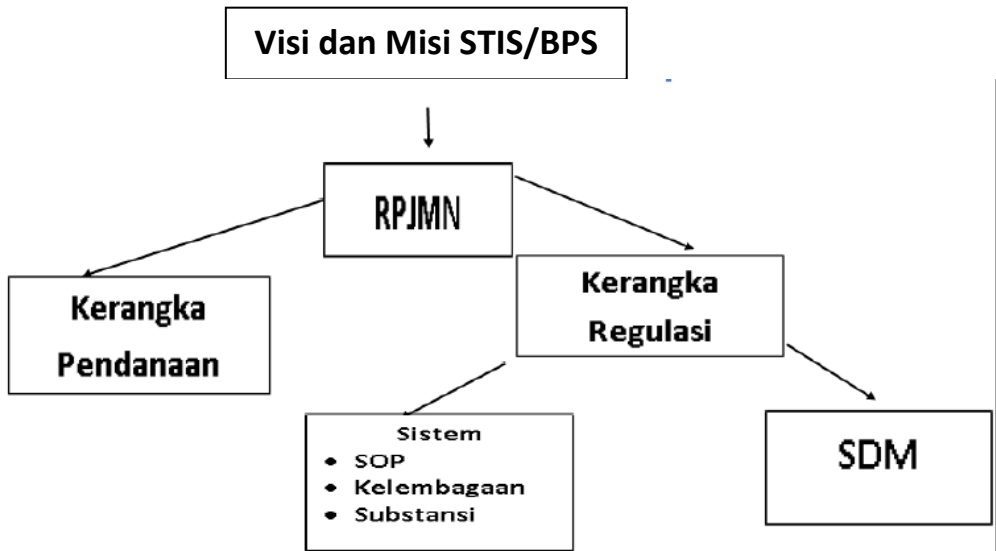 Visi dan Misi STIS/BPS
RPJMN
Kerangka
Pendanaan
Kerangka
Regulasi
Sistem
• SOP
• Kelembagaan
• Substansi
SDM